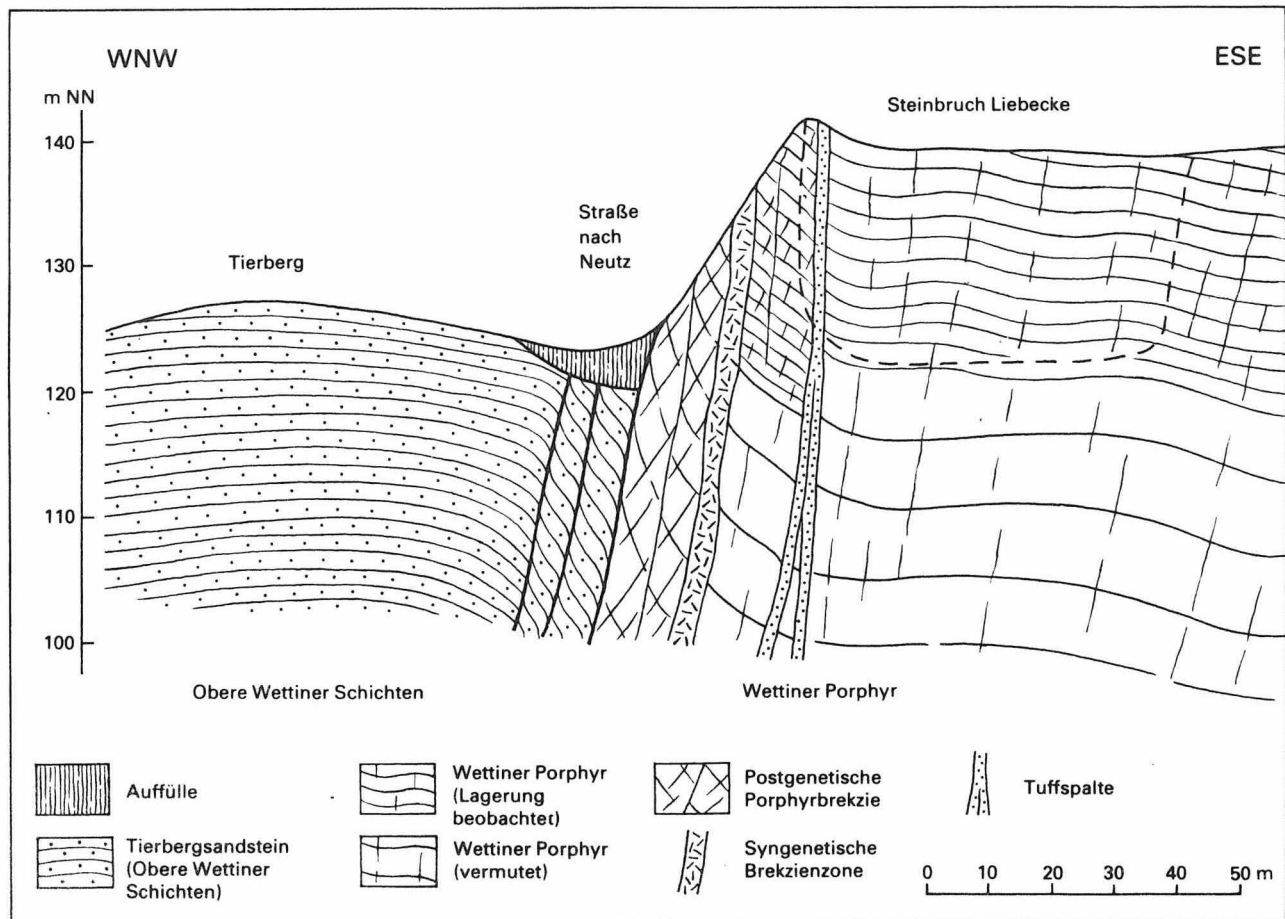 WNW
ESE
m NN
Steinbruch Liebecke
140
Straße
nach
Neutz
130
Tierberg
120
110
100
Obere Wettiner Schichten
Wettiner Porphyr
Auffülle
Tierbergsandstein
(Obere Wettiner
Schichten)
Wettiner Porphyr
(Lagerung
beobachtet)
Wettiner Porphyr
(vermutet)
Postgenetische
Porphyrbrekzie
Syngenetische
Brekzienzone
Tuffspalte
0 10 20 30 40 50 m